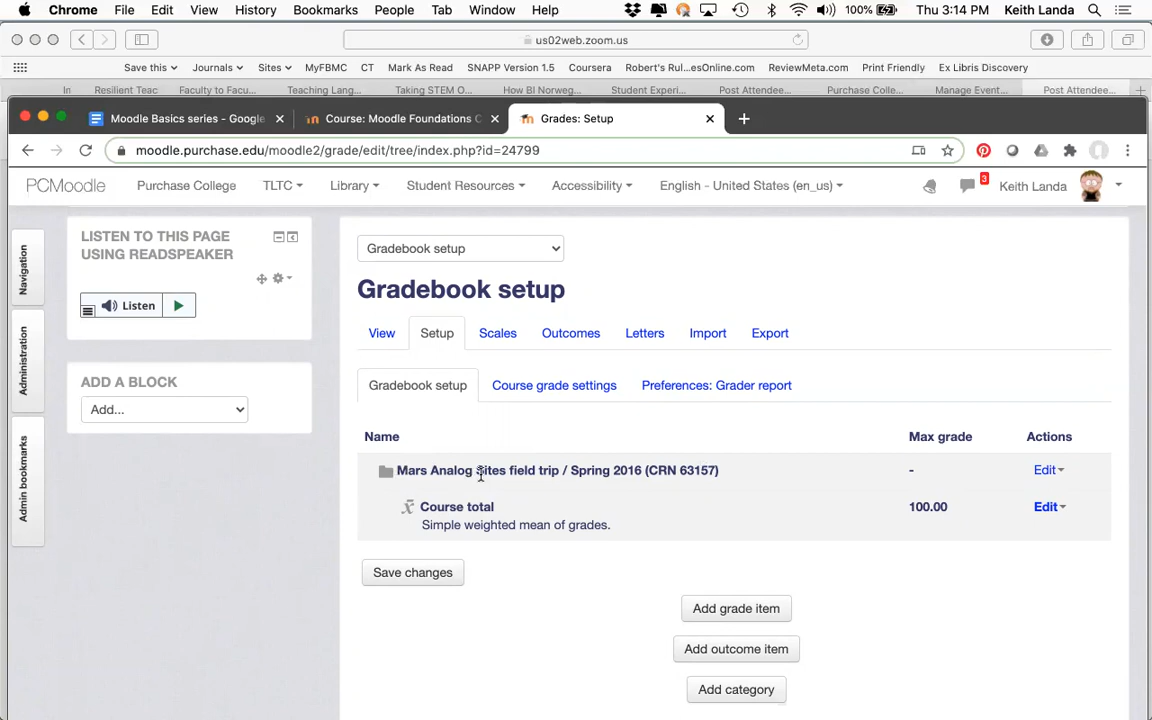 Chrome File Edit View History Bookmarks People Tab Window Help 100% Thu 3:14 PM Keith Landa
us02web.zoom.us
Save this Journals Sites MyFBMC CT Mark As Read SNAPP Version 1.5 Coursera Robert's Rul...esOnline.com ReviewMeta.com Print Friendly Ex Libris Discovery
In Resilient Teac Faculty to Facu... Teaching Lang... Taking STEM O... How BI Norweg... Student Experi... Post Attendee... Purchase Colle... Manage Event... Post Attendee...
Moodle Basics series - Google Course: Moodle Foundations C Grades: Setup
moodle.purchase.edu/moodle2/grade/edit/tree/index.php?id=24799
PCMoodle Purchase College TLTC Library Student Resources Accessibility English - United States (en_us) 3 Keith Landa
Navigation
Administration
Admin bookmarks
LISTEN TO THIS PAGE
USING READSPEAKER
Listen
ADD A BLOCK
Add...
Gradebook setup
Gradebook setup
View Setup Scales Outcomes Letters Import Export
Gradebook setup Course grade settings Preferences: Grader report
Name Max grade Actions
Mars Analog Sites field trip / Spring 2016 (CRN 63157) - Edit
Course total 100.00 Edit
Simple weighted mean of grades.
Save changes
Add grade item
Add outcome item
Add category